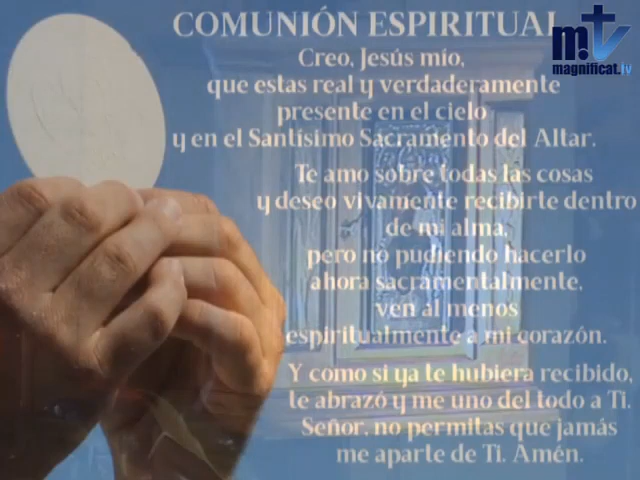 COMUNIÓN ESPIRITUAL
Creo, Jesús mío,
que estas real y verdaderamente
presente en el cielo
y en el Santísimo Sacramento del Altar.
Te amo sobre todas las cosas
y deseo vivamente recibirte dentro
de mi alma,
pero no pudiendo hacerlo
ahora sacramentalmente,
ven al menos
espiritualmente a mi corazón.
Y como si ya te hubiera recibido,
te abrazó y me uno del todo a Ti.
Señor, no permitas que jamás
me aparte de Ti. Amén.
m.tv
magnificat.tv